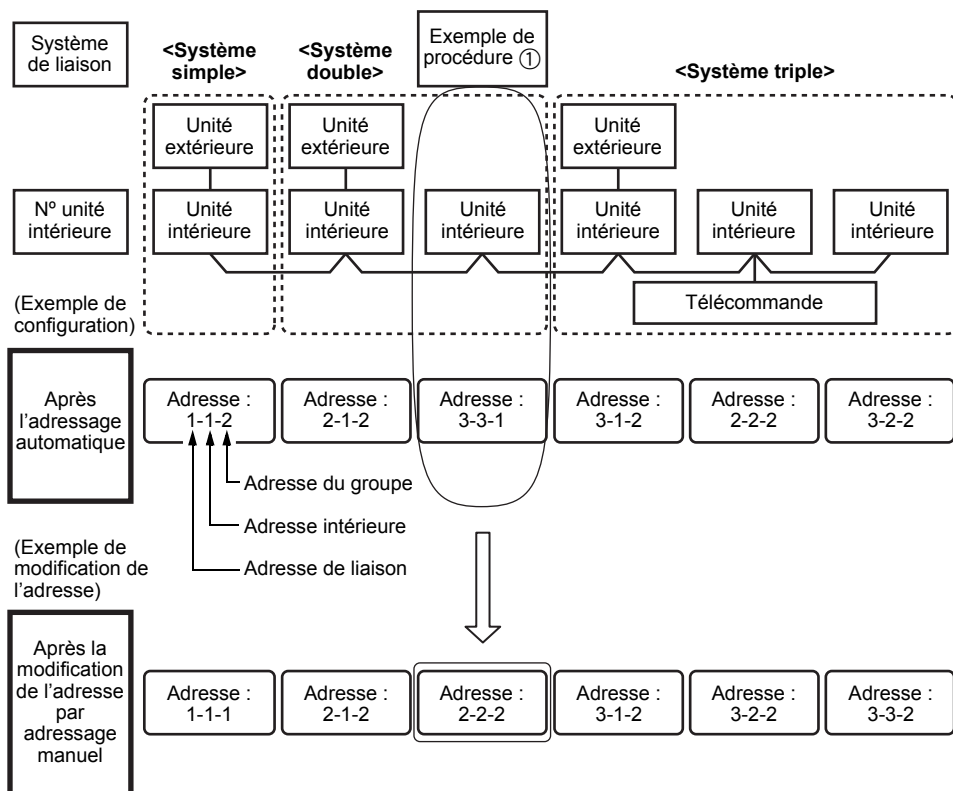 Système
de liaison
<Système
simple>
<Système
double>
Exemple de
procédure ①
<Système triple>
Unité
extérieure
Unité
extérieure
Unité
extérieure
Nº unité
intérieure
Unité
intérieure
Unité
intérieure
Unité
intérieure
Unité
intérieure
Unité
intérieure
Unité
intérieure
Télécommande
(Exemple de
configuration)
Après
l’adressage
automatique
Adresse :
1-1-2
Adresse :
2-1-2
Adresse :
3-3-1
Adresse :
3-1-2
Adresse :
2-2-2
Adresse :
3-2-2
Adresse du groupe
Adresse intérieure
Adresse de liaison
(Exemple de
modification de
l’adresse)
Après la
modification
de l’adresse
par
adressage
manuel
Adresse :
1-1-1
Adresse :
2-1-2
Adresse :
2-2-2
Adresse :
3-1-2
Adresse :
3-2-2
Adresse :
3-3-2